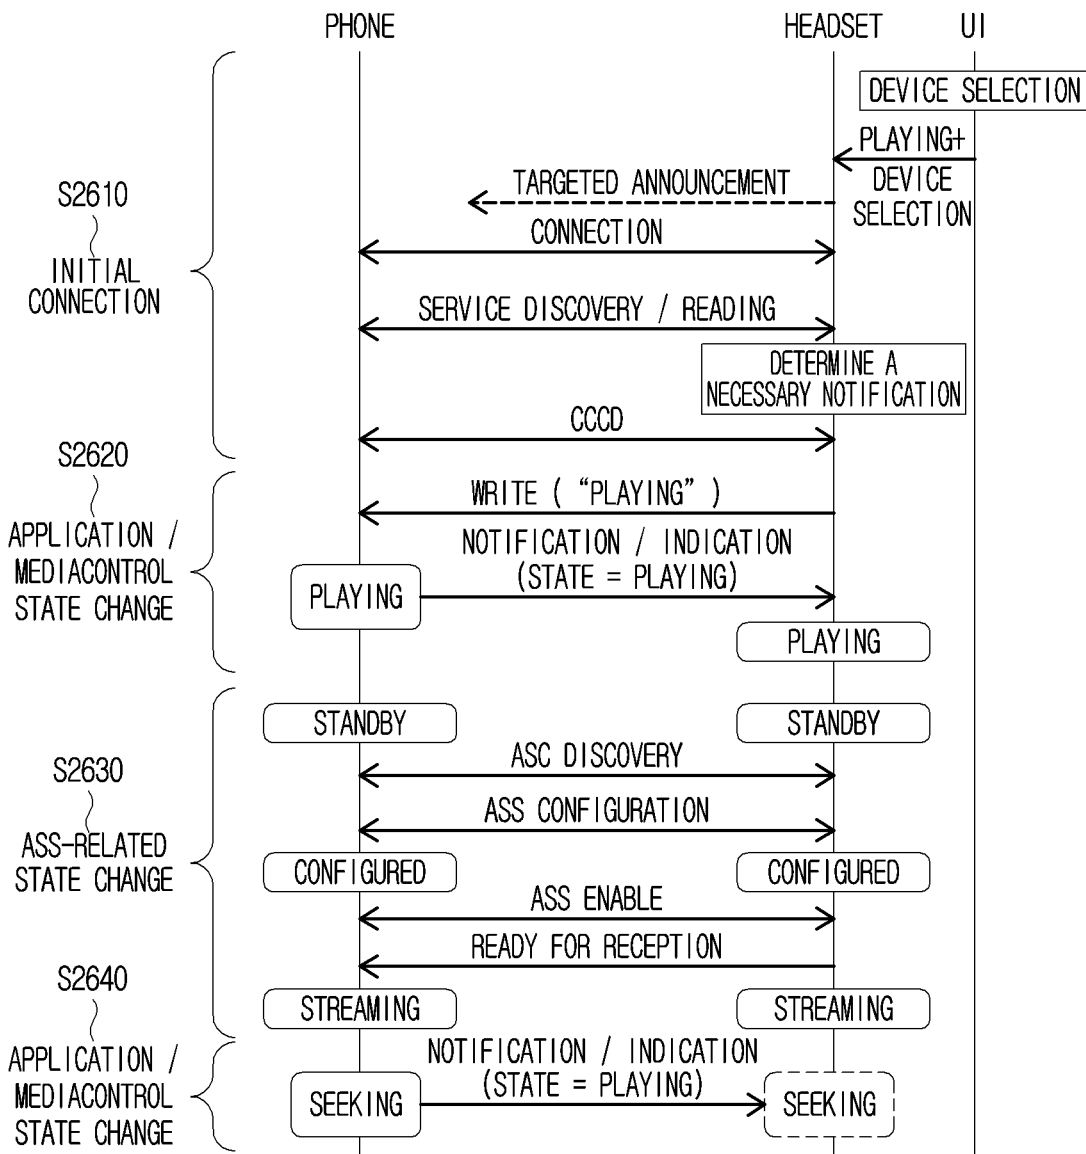 PHONE
HEADSET
UI
DEVICE SELECTION
PLAYING+
DEVICE
SELECTION
TARGETED ANNOUNCEMENT
S2610
CONNECTION
INITIAL
CONNECTION
SERVICE DISCOVERY / READING
DETERMINE A
NECESSARY NOTIFICATION
CCCD
S2620
WRITE ( “PLAYING” )
APPLICATION /
MEDIACONTROL
STATE CHANGE
NOTIFICATION / INDICATION
(STATE = PLAYING)
PLAYING
PLAYING
STANDBY
STANDBY
ASC DISCOVERY
S2630
ASS CONFIGURATION
ASS-RELATED
STATE CHANGE
CONFIGURED
CONFIGURED
ASS ENABLE
READY FOR RECEPTION
S2640
STREAMING
STREAMING
APPLICATION /
MEDIACONTROL
STATE CHANGE
NOTIFICATION / INDICATION
(STATE = PLAYING)
SEEKING
SEEKING